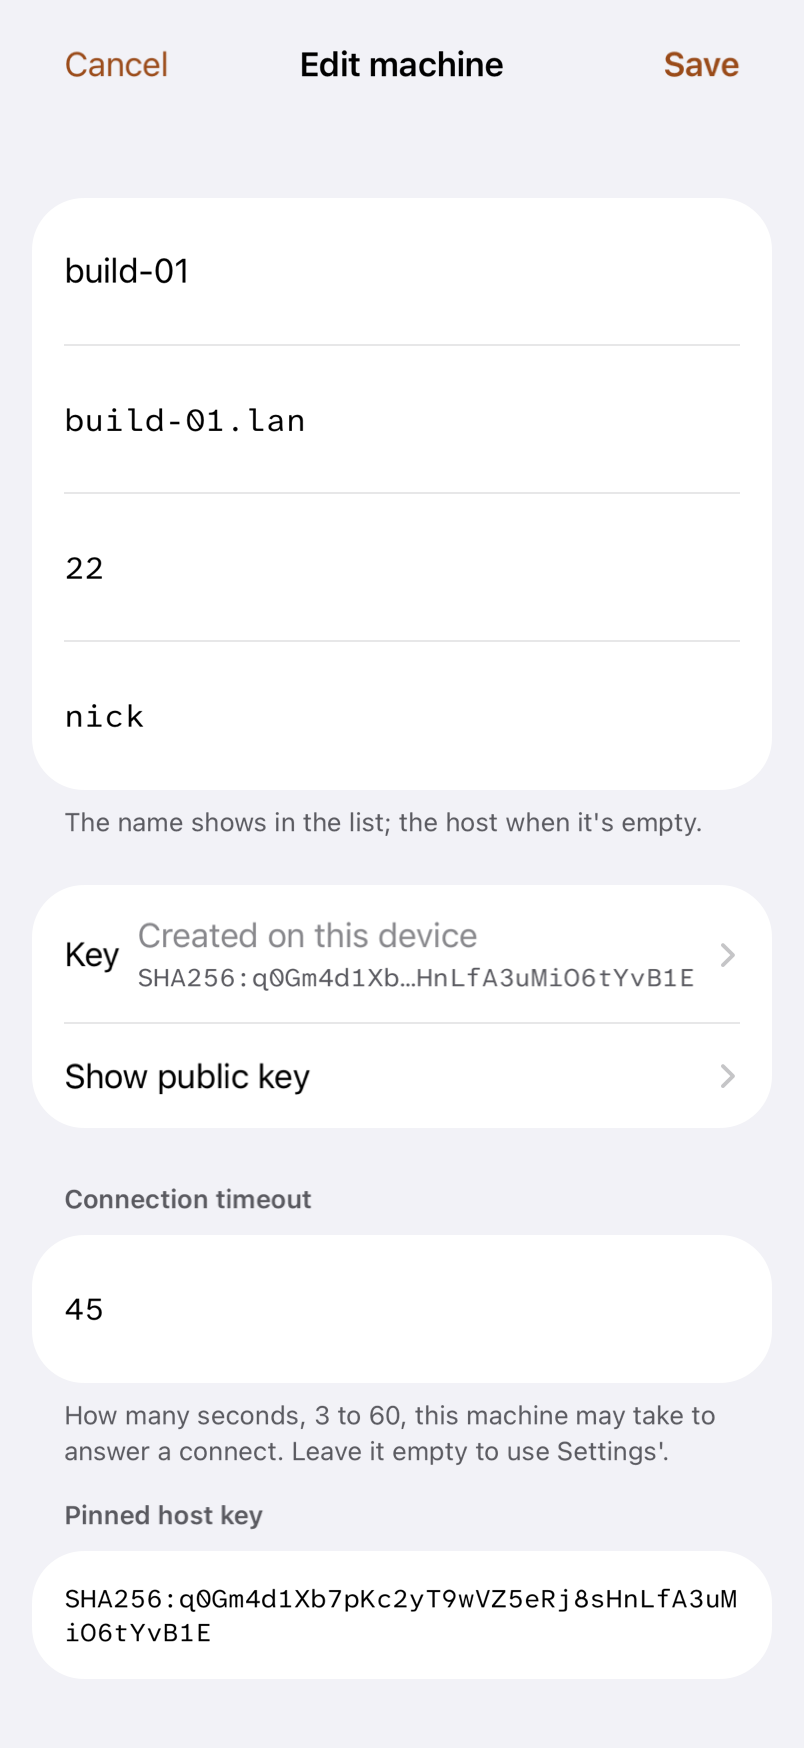 Cancel
Edit machine
Save
build-01
build-01.lan
22
nick
The name shows in the list; the host when it's empty.
Key
Created on this device
SHA256:q0Gm4d1Xb…HnLfA3uMiO6tYvB1E
Show public key
Connection timeout
45
How many seconds, 3 to 60, this machine may take to
answer a connect. Leave it empty to use Settings'.
Pinned host key
SHA256:q0Gm4d1Xb7pKc2yT9wVZ5eRj8sHnLfA3uM
iO6tYvB1E